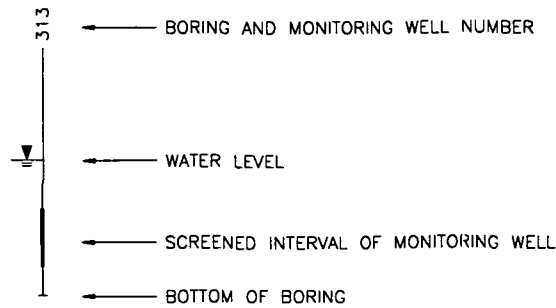 313
BORING AND MONITORING WELL NUMBER
WATER LEVEL
SCREENED INTERVAL OF MONITORING WELL
BOTTOM OF BORING